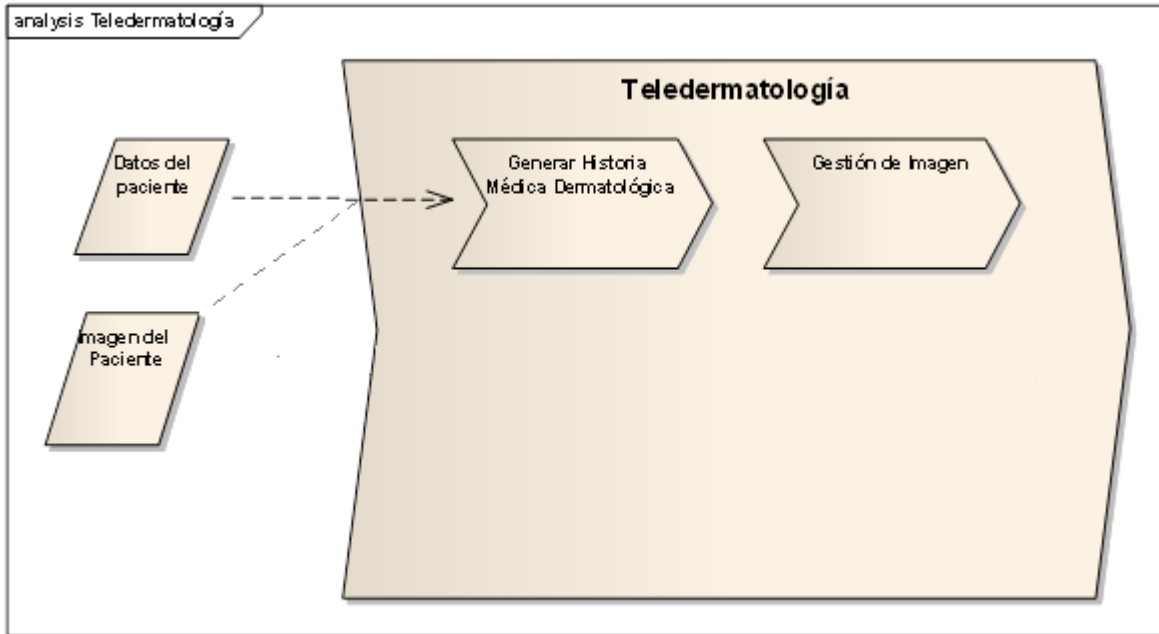 analysis Teledermatología
Teledermatología
Datos del
paciente
Generar Historia
Médica Dermatológica
Gestión de Imagen
Imagen del
Paciente